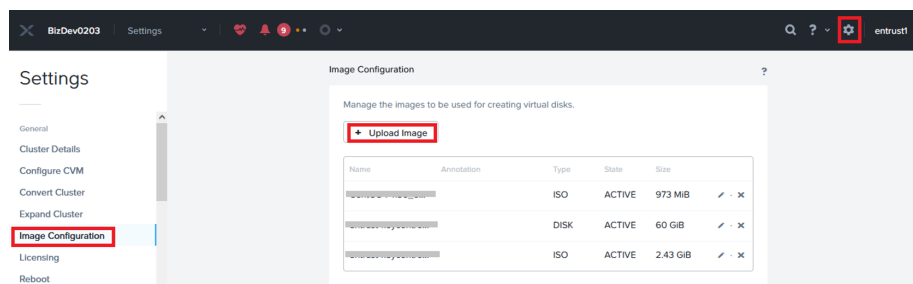 BizDev0203 Settings 9 ? entrust1
Settings
General
Cluster Details
Configure CVM
Convert Cluster
Expand Cluster
Image Configuration
Licensing
Reboot
Image Configuration ?
Manage the images to be used for creating virtual disks.
+ Upload Image
Name Annotation Type State Size
ISO ACTIVE 973 MiB
DISK ACTIVE 60 GiB
ISO ACTIVE 2.43 GiB